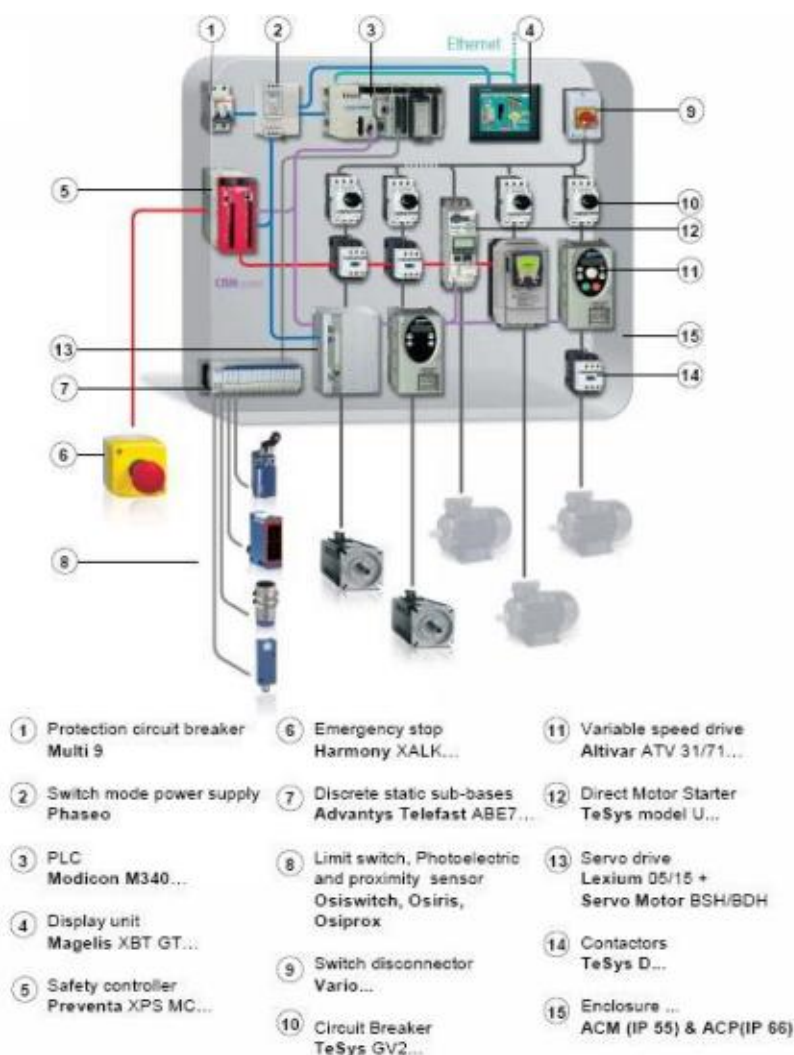 1
2
3
Ethernet
4
9
5
10
12
11
CANopen
13
15
7
14
6
8
1 Protection circuit breaker
Multi 9
2 Switch mode power supply
Phaseo
3 PLC
Modicon M340...
4 Display unit
Magelis XBT GT...
5 Safety controller
Preventa XPS MC...
6 Emergency stop
Harmony XALK...
7 Discrete static sub-bases
Advantys Telefast ABE7...
8 Limit switch, Photoelectric
and proximity sensor
Osiswitch, Osiris,
Osiprox
9 Switch disconnector
Vario...
10 Circuit Breaker
TeSys GV2...
11 Variable speed drive
Altivar ATV 31/71...
12 Direct Motor Starter
TeSys model U...
13 Servo drive
Lexium 05/15 +
Servo Motor BSH/BDH
14 Contactors
TeSys D...
15 Enclosure ...
ACM (IP 55) & ACP(IP 66)